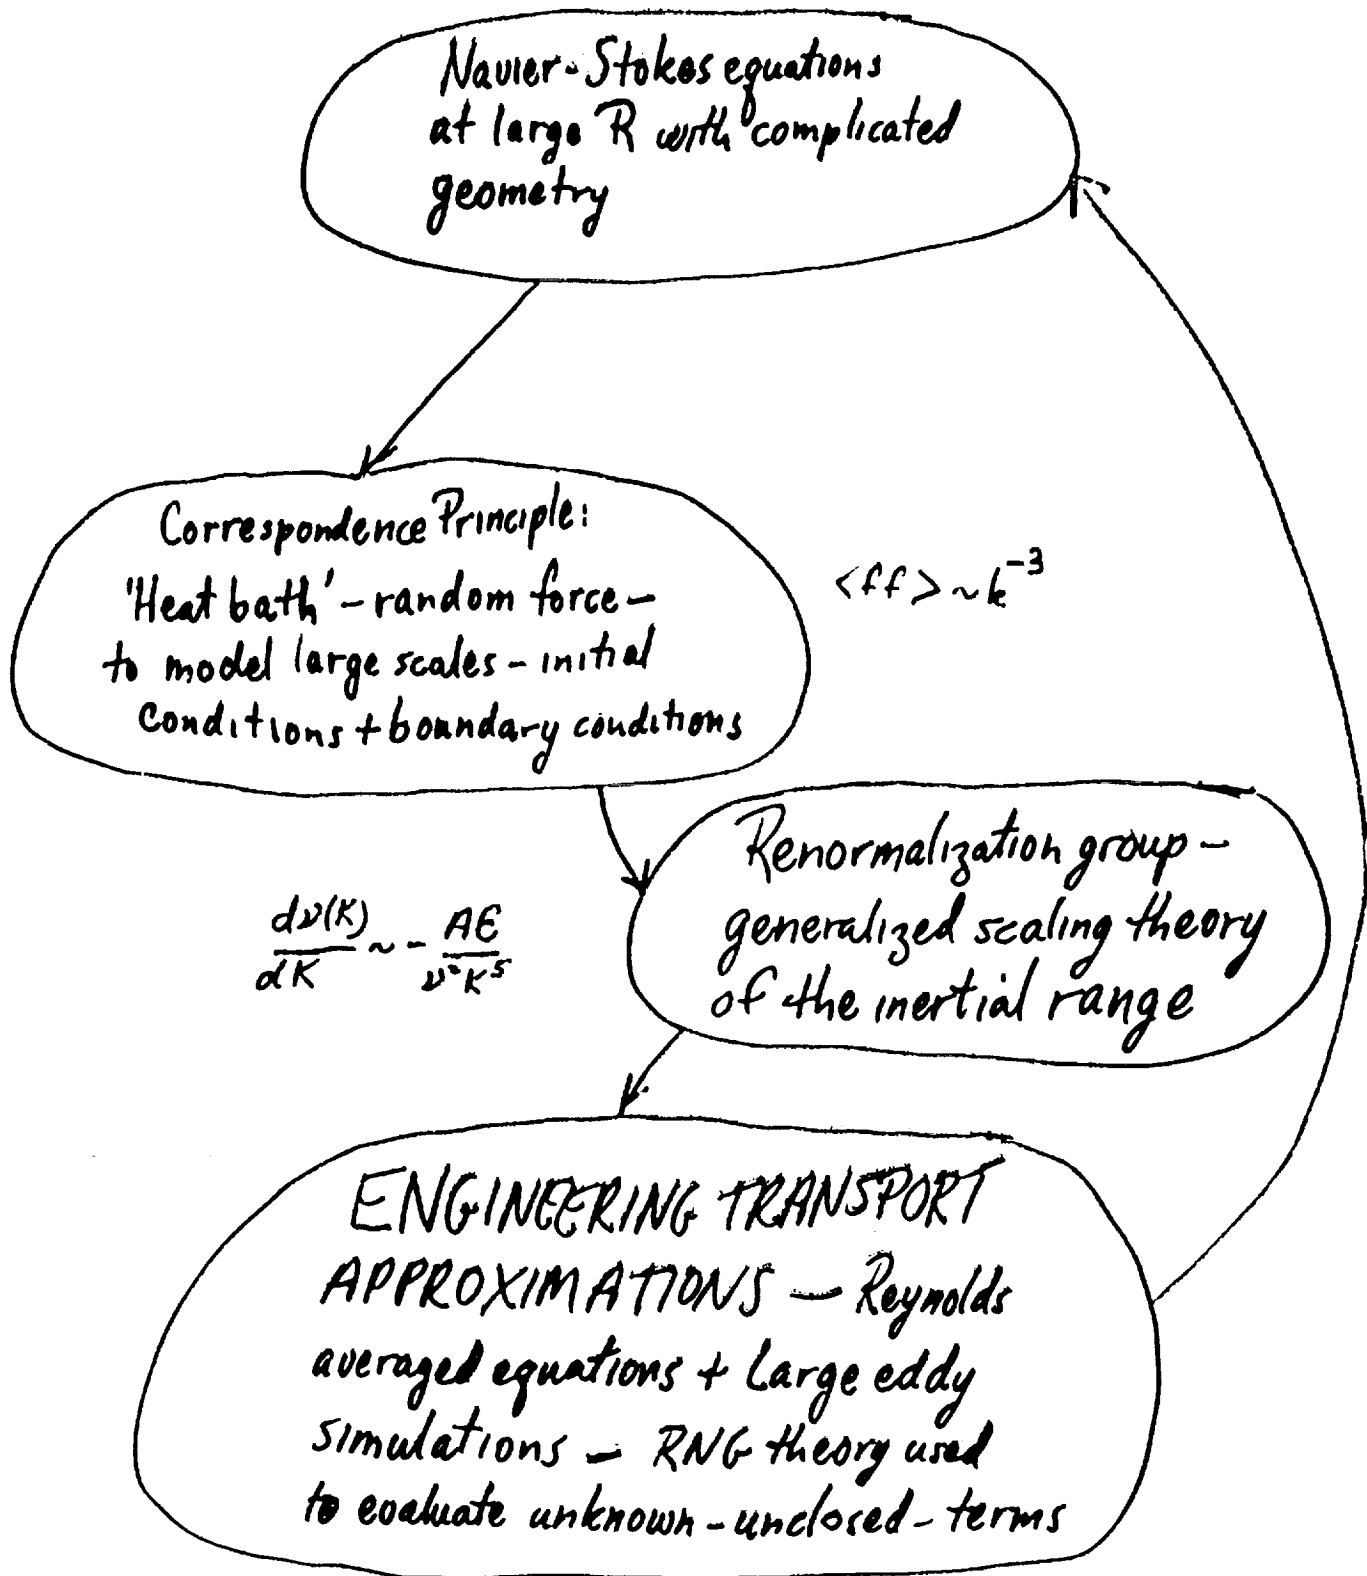 Navier-Stokes equations
at large R with complicated
geometry
Correspondence Principle:
'Heat bath' - random force -
to model large scales - initial
conditions + boundary conditions
<ff> ~ k^-3
Renormalization group -
generalized scaling theory
of the inertial range
dν(K)/dK ~ - Aε/ν²K⁵
ENGINEERING TRANSPORT
APPROXIMATIONS — Reynolds
averaged equations + Large eddy
simulations — RNG theory used
to evaluate unknown - unclosed - terms